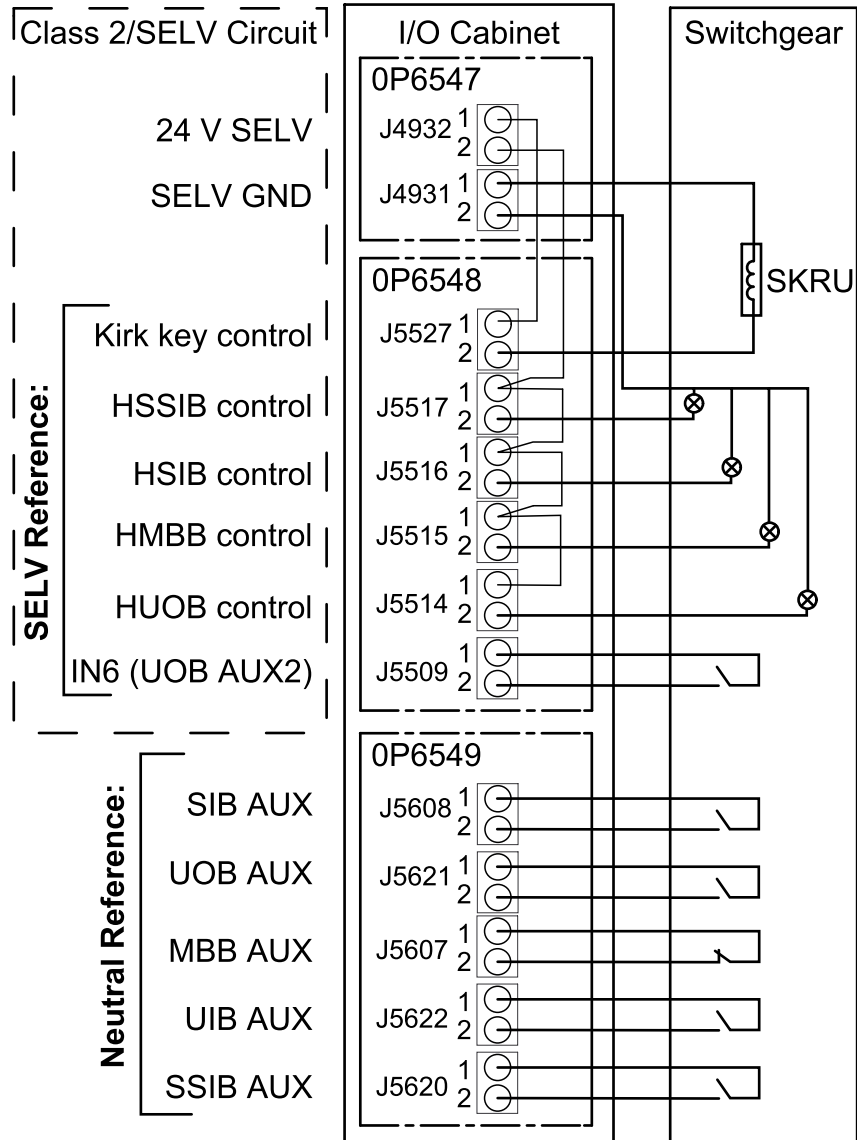 Class 2/SELV Circuit
I/O Cabinet
Switchgear
0P6547
24 V SELV
J4932 1 2
SELV GND
J4931 1 2
0P6548
SKRU
SELV Reference:
Kirk key control
J5527 1 2
HSSIB control
J5517 1 2
HSIB control
J5516 1 2
HMBB control
J5515 1 2
HUOB control
J5514 1 2
IN6 (UOB AUX2)
J5509 1 2
0P6549
Neutral Reference:
SIB AUX
J5608 1 2
UOB AUX
J5621 1 2
MBB AUX
J5607 1 2
UIB AUX
J5622 1 2
SSIB AUX
J5620 1 2